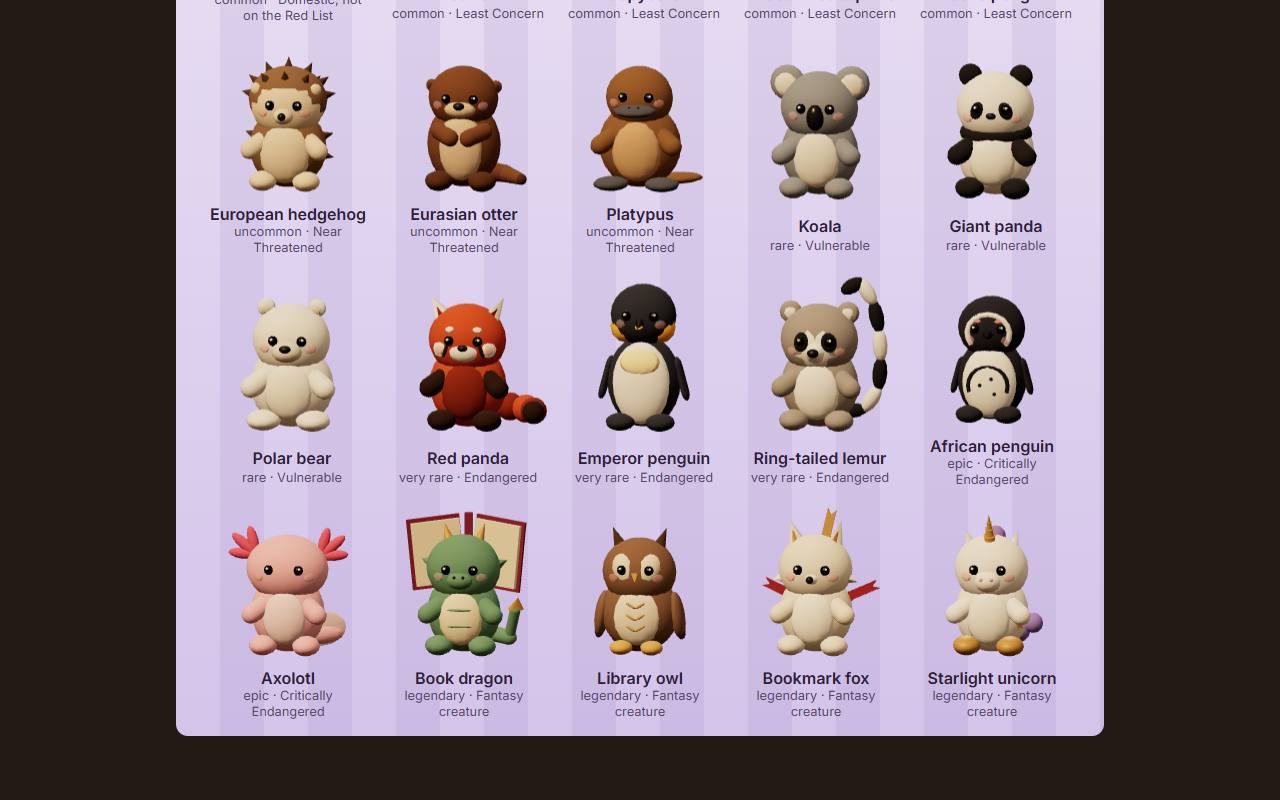 on the Red List
common · Least Concern
common · Least Concern
common · Least Concern
common · Least Concern
European hedgehog
uncommon · Near
Threatened
Eurasian otter
uncommon · Near
Threatened
Platypus
uncommon · Near
Threatened
Koala
rare · Vulnerable
Giant panda
rare · Vulnerable
Polar bear
rare · Vulnerable
Red panda
very rare · Endangered
Emperor penguin
very rare · Endangered
Ring-tailed lemur
very rare · Endangered
African penguin
epic · Critically
Endangered
Axolotl
epic · Critically
Endangered
Book dragon
legendary · Fantasy
creature
Library owl
legendary · Fantasy
creature
Bookmark fox
legendary · Fantasy
creature
Starlight unicorn
legendary · Fantasy
creature